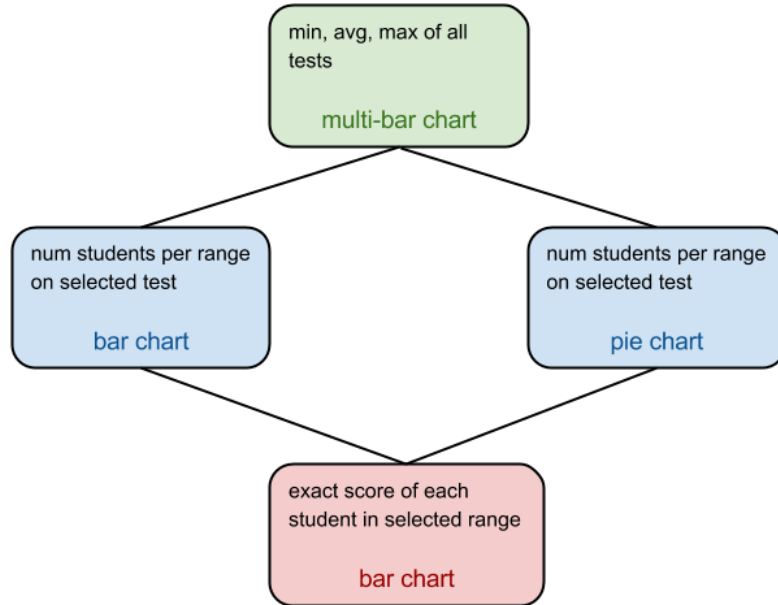 min, avg, max of all
tests
multi-bar chart
num students per range
on selected test
bar chart
num students per range
on selected test
pie chart
exact score of each
student in selected range
bar chart